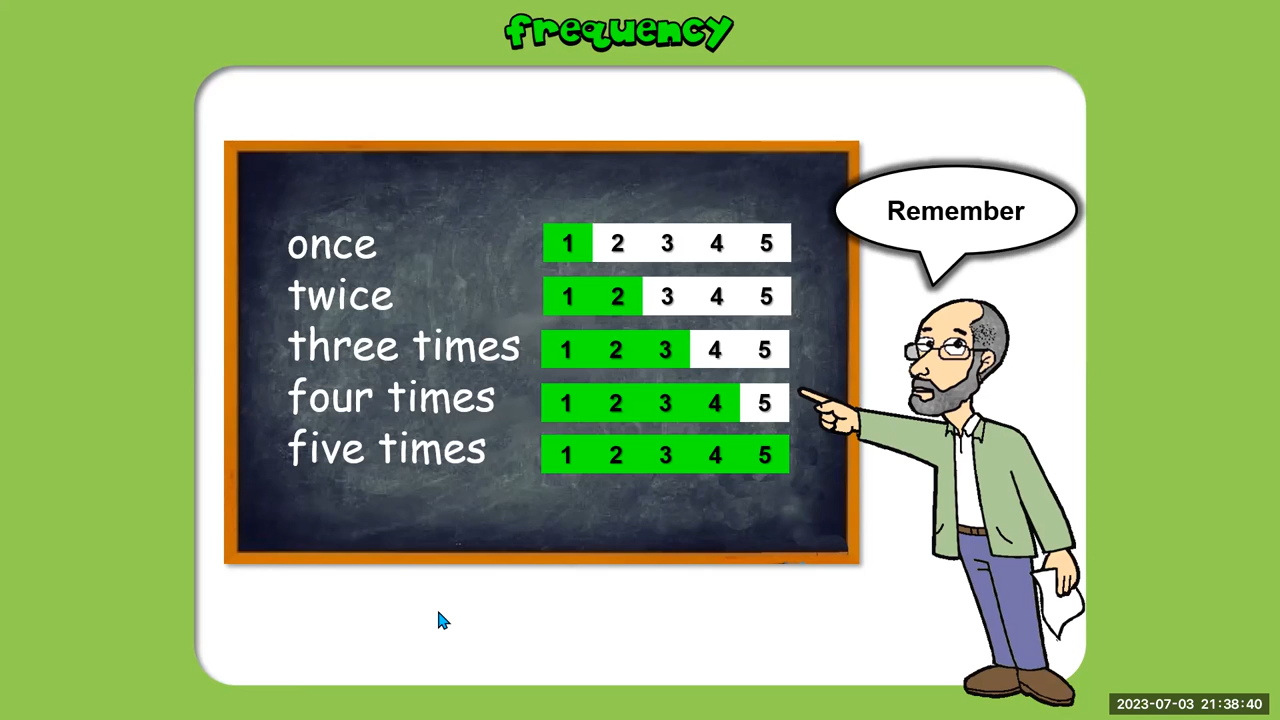 frequency
Remember
once 1 2 3 4 5
twice 1 2 3 4 5
three times 1 2 3 4 5
four times 1 2 3 4 5
five times 1 2 3 4 5
2023-07-03 21:38:40